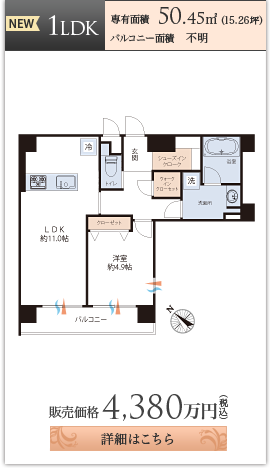 NEW 1LDK
専有面積 50.45㎡ (15.26坪)
バルコニー面積 不明
冷
トイレ
玄関
シューズイン
クローク
浴室
ウォーク
イン
クローゼット
洗
洗面所
クローゼット
LDK
約11.0帖
洋室
約4.9帖
バルコニー
N
販売価格 4,380万円(税込)
詳細はこちら